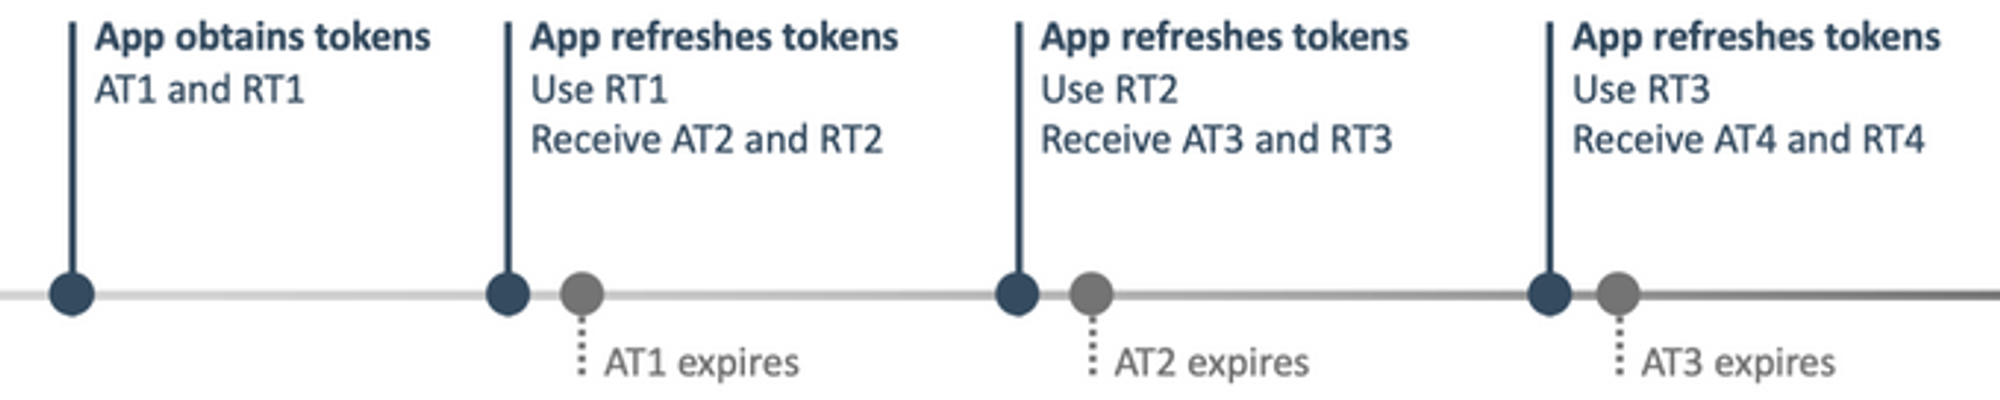 App obtains tokens
AT1 and RT1
App refreshes tokens
Use RT1
Receive AT2 and RT2
App refreshes tokens
Use RT2
Receive AT3 and RT3
App refreshes tokens
Use RT3
Receive AT4 and RT4
AT1 expires
AT2 expires
AT3 expires